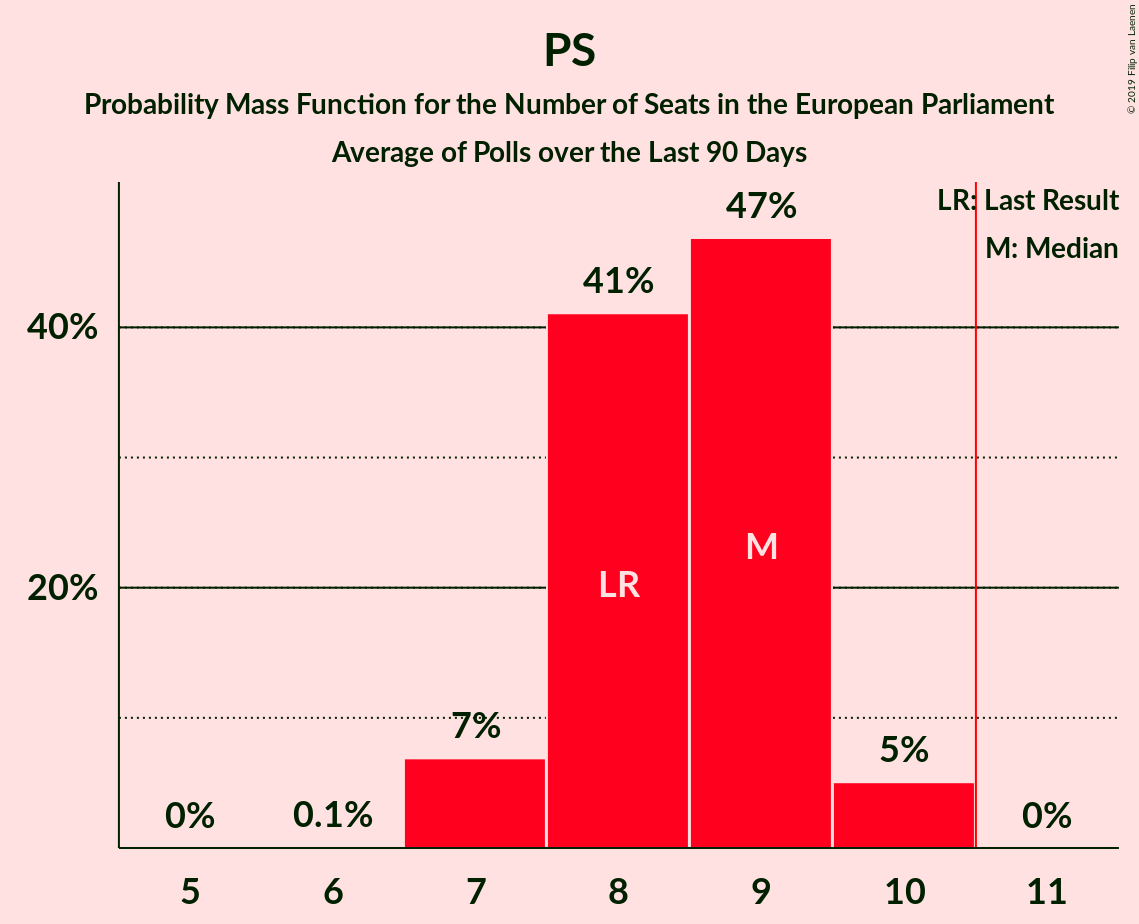 PS
Probability Mass Function for the Number of Seats in the European Parliament
Average of Polls over the Last 90 Days
© 2019 Filip van Laenen
LR: Last Result
M: Median
47%
41%
40%
M
LR
20%
7%
5%
0%
0.1%
0%
5 6 7 8 9 10 11